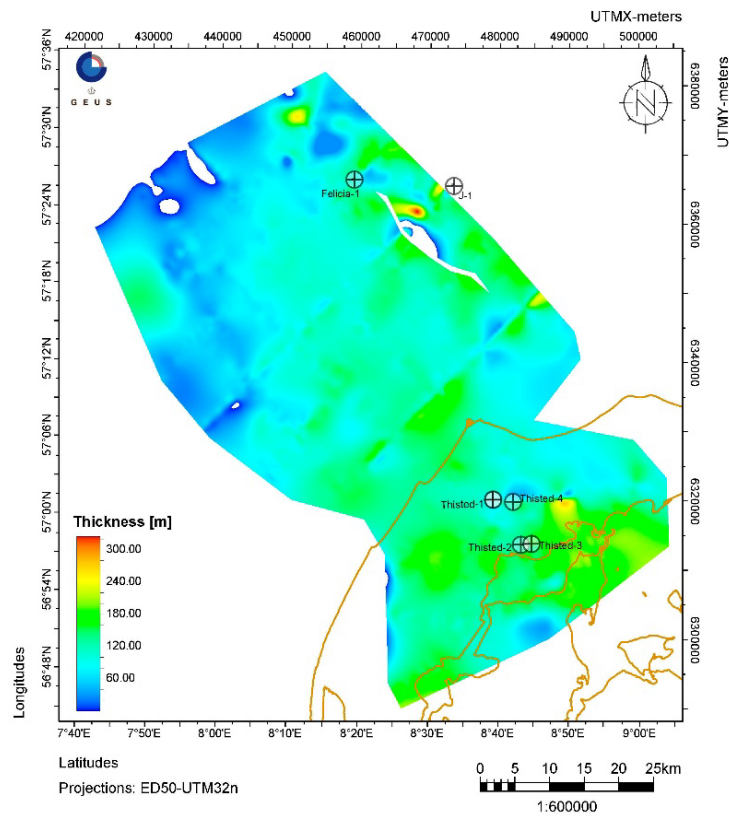 UTMX-meters
420000 430000 440000 450000 460000 470000 480000 490000 500000
57°36'N
57°30'N
57°24'N
57°18'N
57°12'N
57°06'N
57°00'N
56°54'N
56°48'N
GEUS
N
6380000
6360000
6340000
6320000
6300000
UTMY-meters
Felicia-1
J-1
Thisted-1
Thisted-4
Thisted-2
Thisted-3
Thickness [m]
300.00
240.00
180.00
120.00
60.00
Longitudes
7°40'E 7°50'E 8°00'E 8°10'E 8°20'E 8°30'E 8°40'E 8°50'E 9°00'E
Latitudes
Projections: ED50-UTM32n
0 5 10 15 20 25km
1:600000